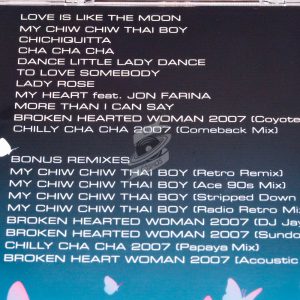 LOVE IS LIKE THE MOON
MY CHIW CHIW THAI BOY
CHICHIQUITTA
CHA CHA CHA
DANCE LITTLE LADY DANCE
TO LOVE SOMEBODY
LADY ROSE
MY HEART feat. JON FARINA
MORE THAN I CAN SAY
BROKEN HEARTED WOMAN 2007 (Coyote
CHILLY CHA CHA 2007 (Comeback Mix)
BONUS REMIXES
MY CHIW CHIW THAI BOY (Retro Remix)
MY CHIW CHIW THAI BOY (Ace 90s Mix)
MY CHIW CHIW THAI BOY (Stripped Down
MY CHIW CHIW THAI BOY (Radio Retro Mi
BROKEN HEARTED WOMAN 2007 (DJ Jay
BROKEN HEARTED WOMAN 2007 (Sundo
CHILLY CHA CHA 2007 (Papaya Mix)
BROKEN HEART WOMAN 2007 (Acoustic